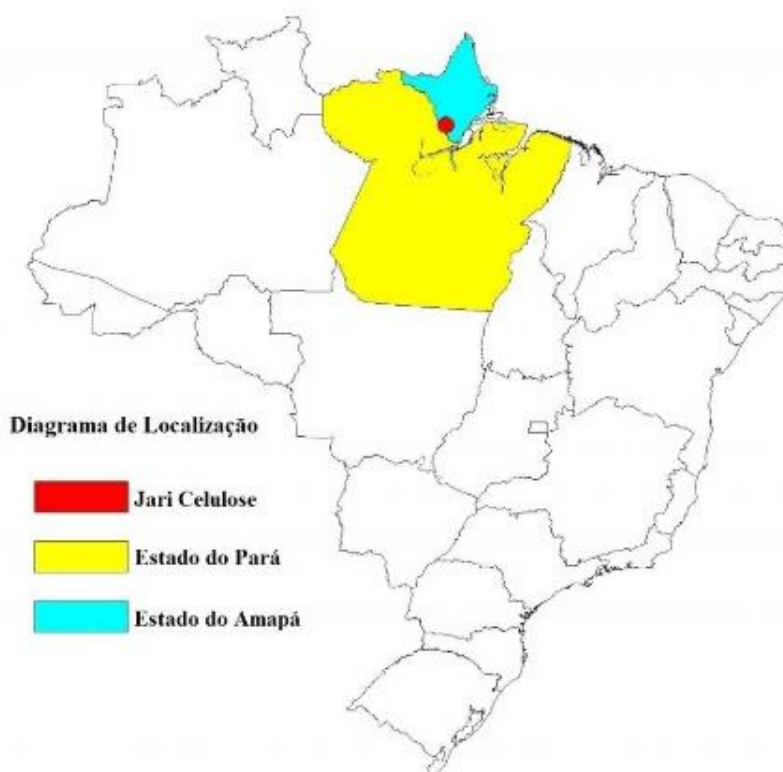 Diagrama de Localização
Jari Celulose
Estado do Pará
Estado do Amapá